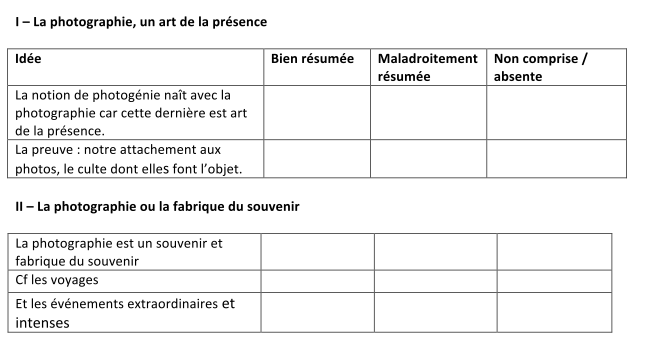 I – La photographie, un art de la présence
Idée Bien résumée Maladroitement résumée Non comprise / absente
La notion de photogénie naît avec la
photographie car cette dernière est art
de la présence.
La preuve : notre attachement aux
photos, le culte dont elles font l’objet.
II – La photographie ou la fabrique du souvenir
La photographie est un souvenir et
fabrique du souvenir
Cf les voyages
Et les événements extraordinaires et
intenses